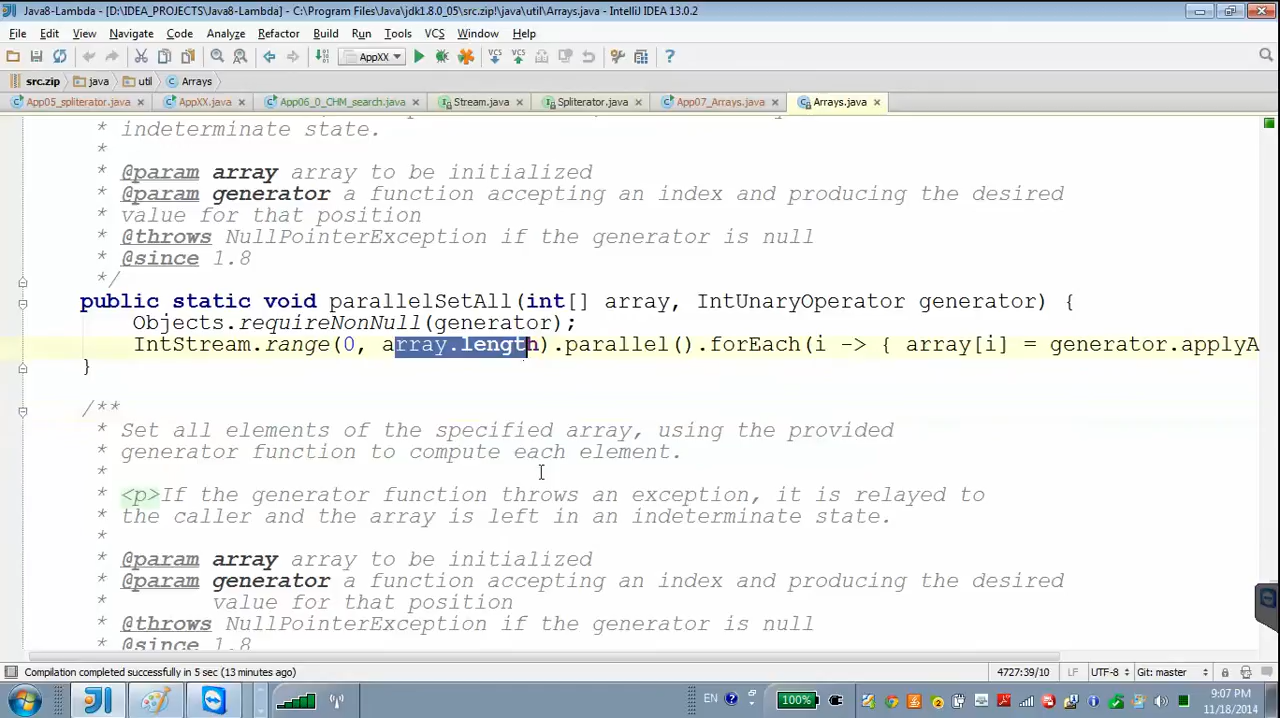 Java8-Lambda - [D:\IDEA_PROJECTS\Java8-Lambda] - C:\Program Files\Java\jdk1.8.0_05\src.zip!\java\util\Arrays.java - IntelliJ IDEA 13.0.2
File Edit View Navigate Code Analyze Refactor Build Run Tools VCS Window Help
AppXX
src.zip java util Arrays
App05_spliterator.java AppXX.java App06_0_CHM_search.java Stream.java Spliterator.java App07_Arrays.java Arrays.java
indeterminate state.
*
* @param array array to be initialized
* @param generator a function accepting an index and producing the desired
* value for that position
* @throws NullPointerException if the generator is null
* @since 1.8
*/
public static void parallelSetAll(int[] array, IntUnaryOperator generator) {
Objects.requireNonNull(generator);
IntStream.range(0, array.length).parallel().forEach(i -> { array[i] = generator.applyA
}
/**
* Set all elements of the specified array, using the provided
* generator function to compute each element.
*
* <p>If the generator function throws an exception, it is relayed to
* the caller and the array is left in an indeterminate state.
*
* @param array array to be initialized
* @param generator a function accepting an index and producing the desired
* value for that position
* @throws NullPointerException if the generator is null
* @since 1.8
Compilation completed successfully in 5 sec (13 minutes ago) 4727:39/10 LF UTF-8 Git: master
EN 100% 9:07 PM
11/18/2014